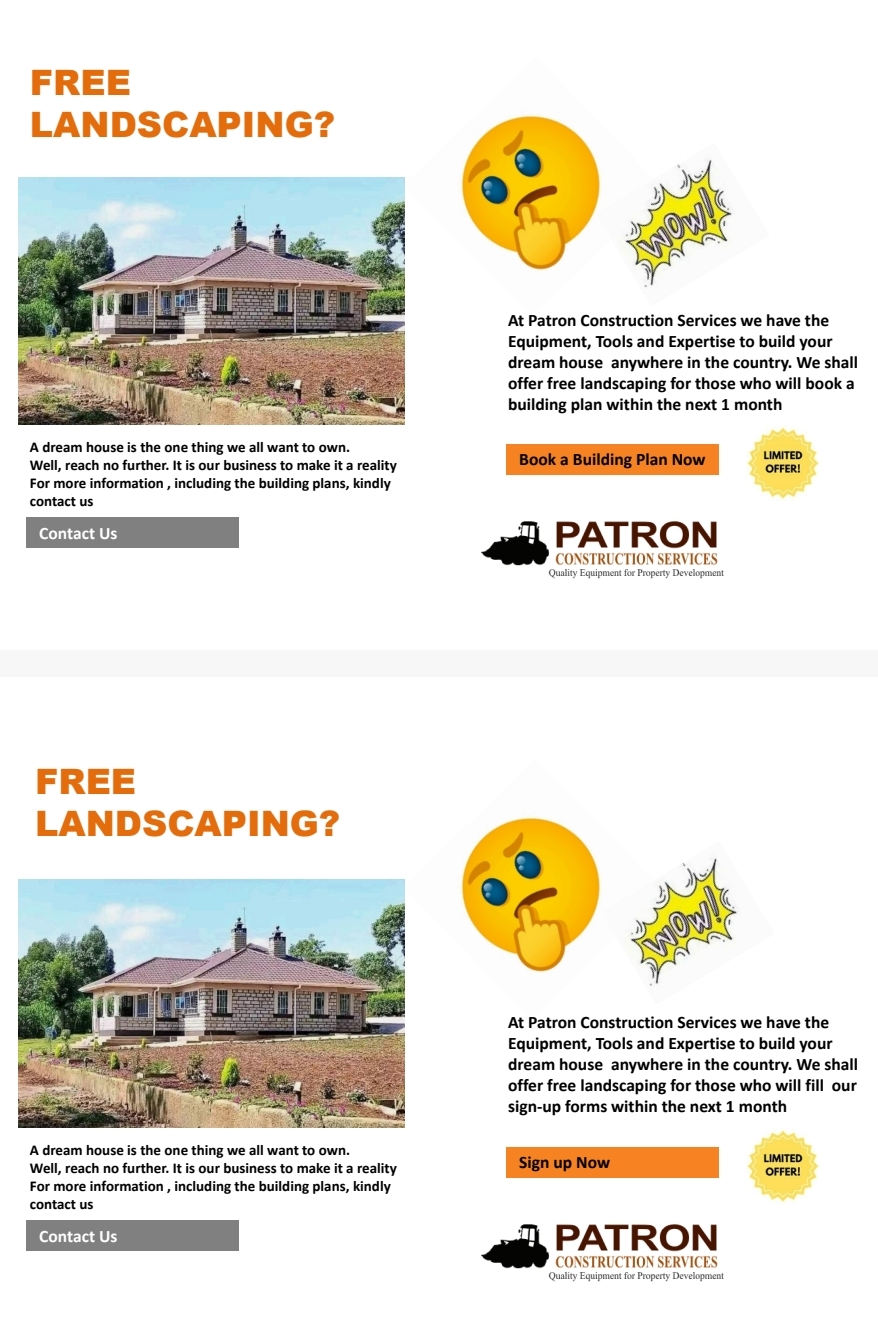 FREE
LANDSCAPING?
WOW!
A dream house is the one thing we all want to own.
Well, reach no further. It is our business to make it a reality
For more information , including the building plans, kindly
contact us
Contact Us
At Patron Construction Services we have the
Equipment, Tools and Expertise to build your
dream house  anywhere in the country. We shall
offer free landscaping for those who will book a
building plan within the next 1 month
Book a Building Plan Now
LIMITED
OFFER!
PATRON
CONSTRUCTION SERVICES
Quality Equipment for Property Development
FREE
LANDSCAPING?
WOW!
A dream house is the one thing we all want to own.
Well, reach no further. It is our business to make it a reality
For more information , including the building plans, kindly
contact us
Contact Us
At Patron Construction Services we have the
Equipment, Tools and Expertise to build your
dream house  anywhere in the country. We shall
offer free landscaping for those who will fill  our
sign-up forms within the next 1 month
Sign up Now
LIMITED
OFFER!
PATRON
CONSTRUCTION SERVICES
Quality Equipment for Property Development